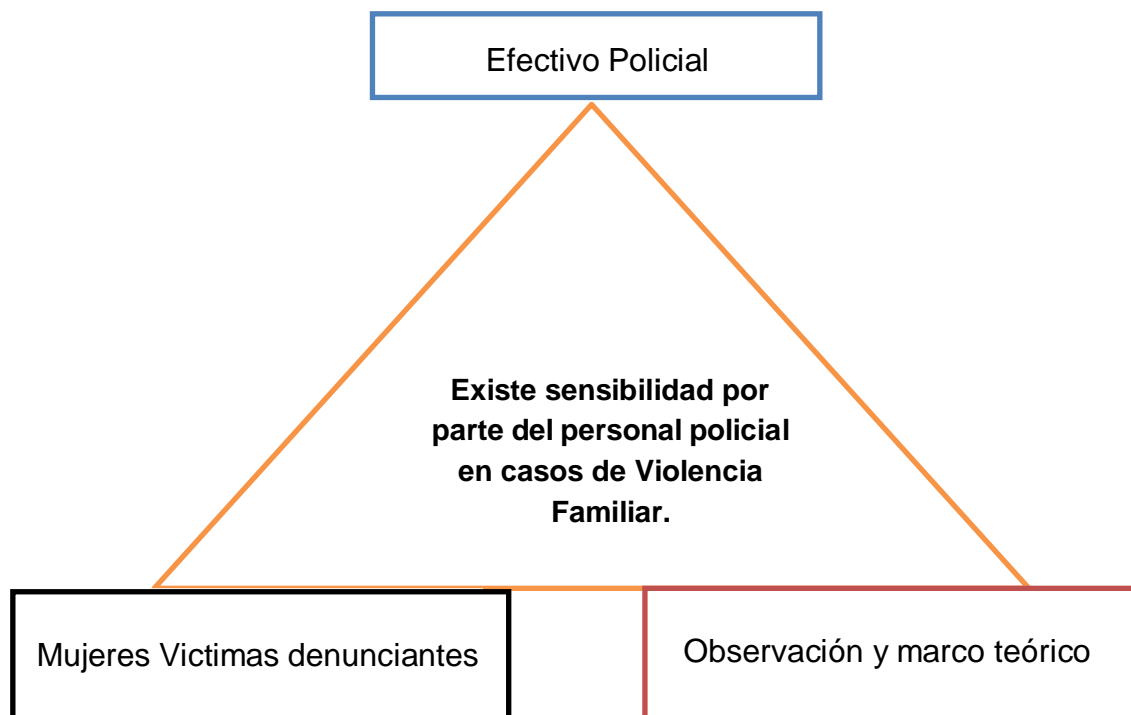 Efectivo Policial
Existe sensibilidad por
parte del personal policial
en casos de Violencia
Familiar.
Mujeres Victimas denunciantes
Observación y marco teórico